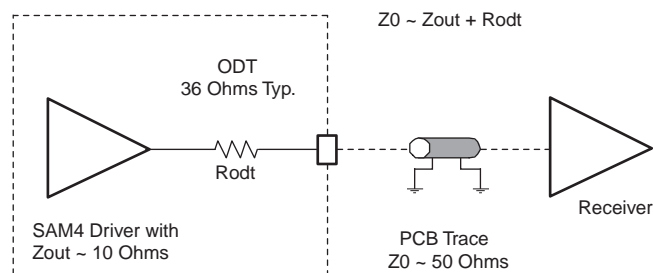 Z0 ~ Zout + Rodt
ODT
36 Ohms Typ.
Rodt
Receiver
SAM4 Driver with
Zout ~ 10 Ohms
PCB Trace
Z0 ~ 50 Ohms